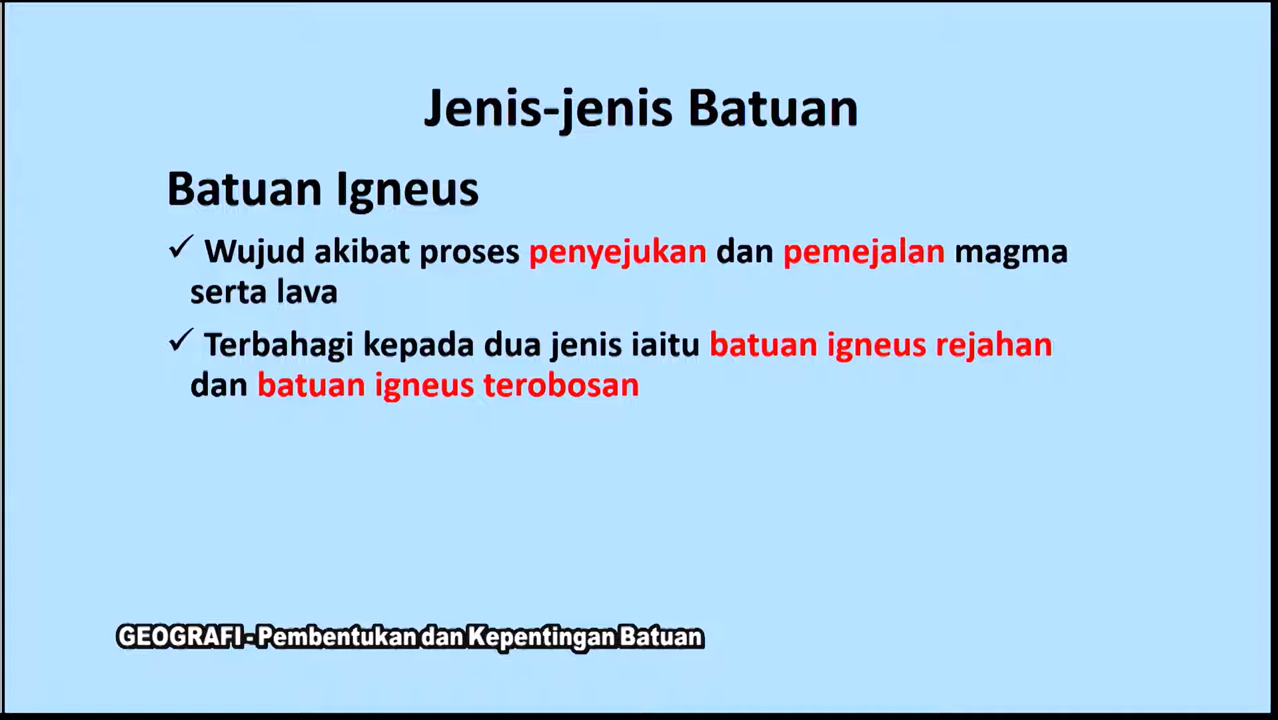 Jenis-jenis Batuan
Batuan Igneus
✓ Wujud akibat proses penyejukan dan pemejalan magma
serta lava
✓ Terbahagi kepada dua jenis iaitu batuan igneus rejahan
dan batuan igneus terobosan
GEOGRAFI - Pembentukan dan Kepentingan Batuan